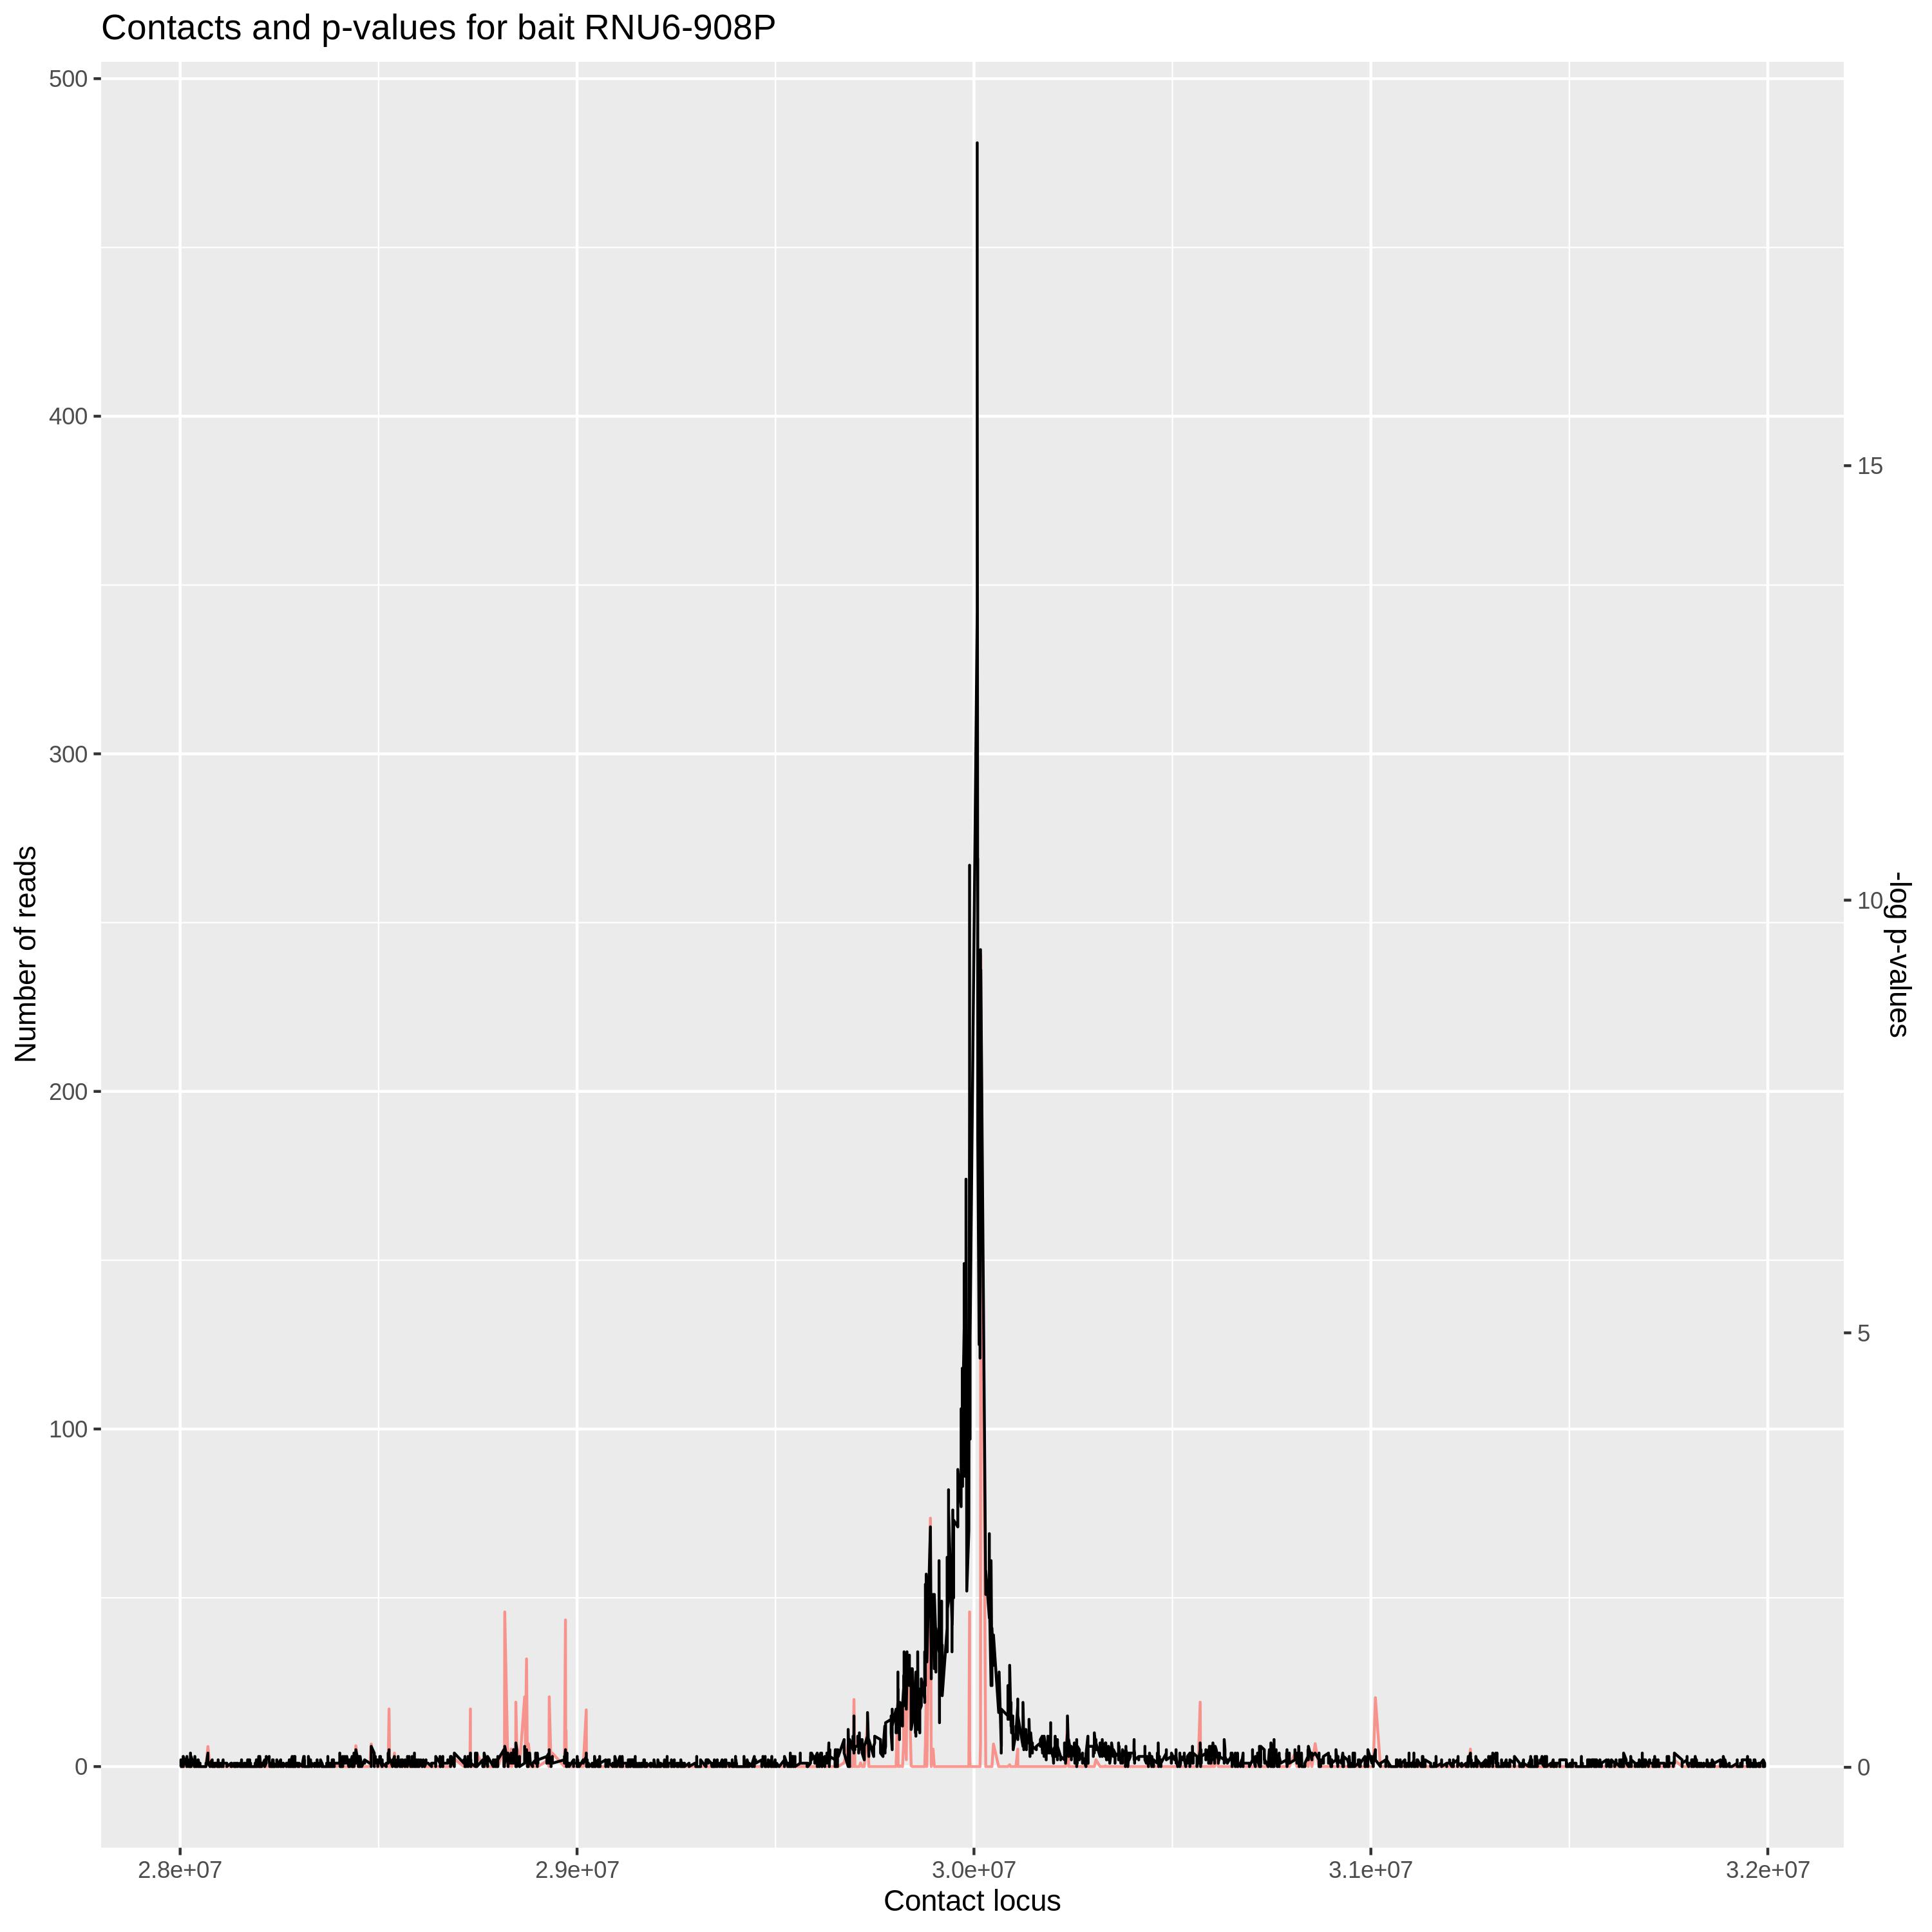 Contacts and p-values for bait RNU6-908P
500
400
300
200
100
0
Number of reads
15
10
5
0
-log p-values
2.8e+07
2.9e+07
3.0e+07
3.1e+07
3.2e+07
Contact locus